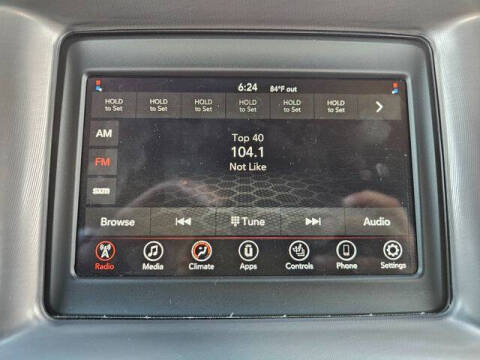 6:24 84°F out
HOLD to Set HOLD to Set HOLD to Set HOLD to Set HOLD to Set HOLD to Set
AM
Top 40
104.1
FM
Not Like
SXM
Browse Tune Audio
Radio Media Climate Apps Controls Phone Settings